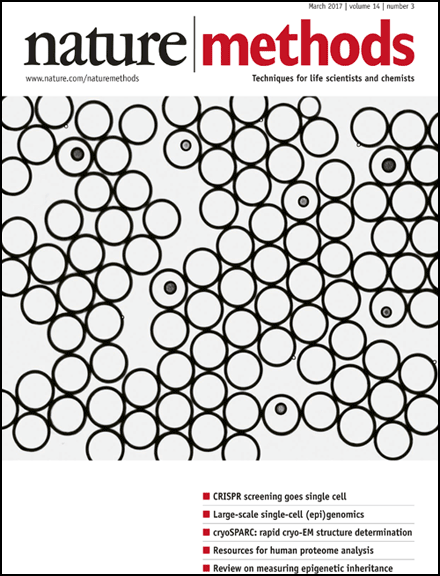 March 2017 | volume 14 | number 3
nature methods
www.nature.com/naturemethods
Techniques for life scientists and chemists
CRISPR screening goes single cell
Large-scale single-cell (epi)genomics
cryoSPARC: rapid cryo-EM structure determination
Resources for human proteome analysis
Review on measuring epigenetic inheritance